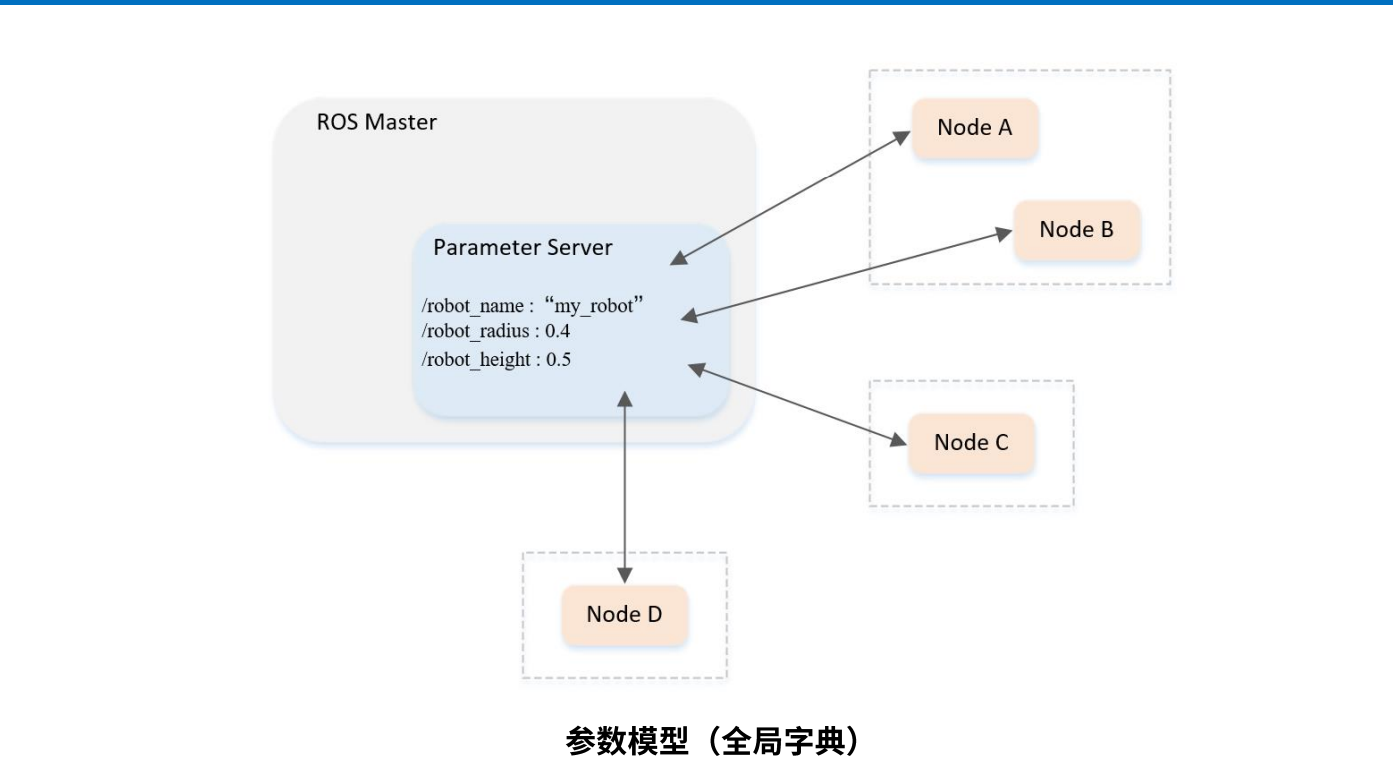 ROS Master
Parameter Server
/robot_name : “my_robot”
/robot_radius : 0.4
/robot_height : 0.5
Node A
Node B
Node C
Node D
参数模型（全局字典）